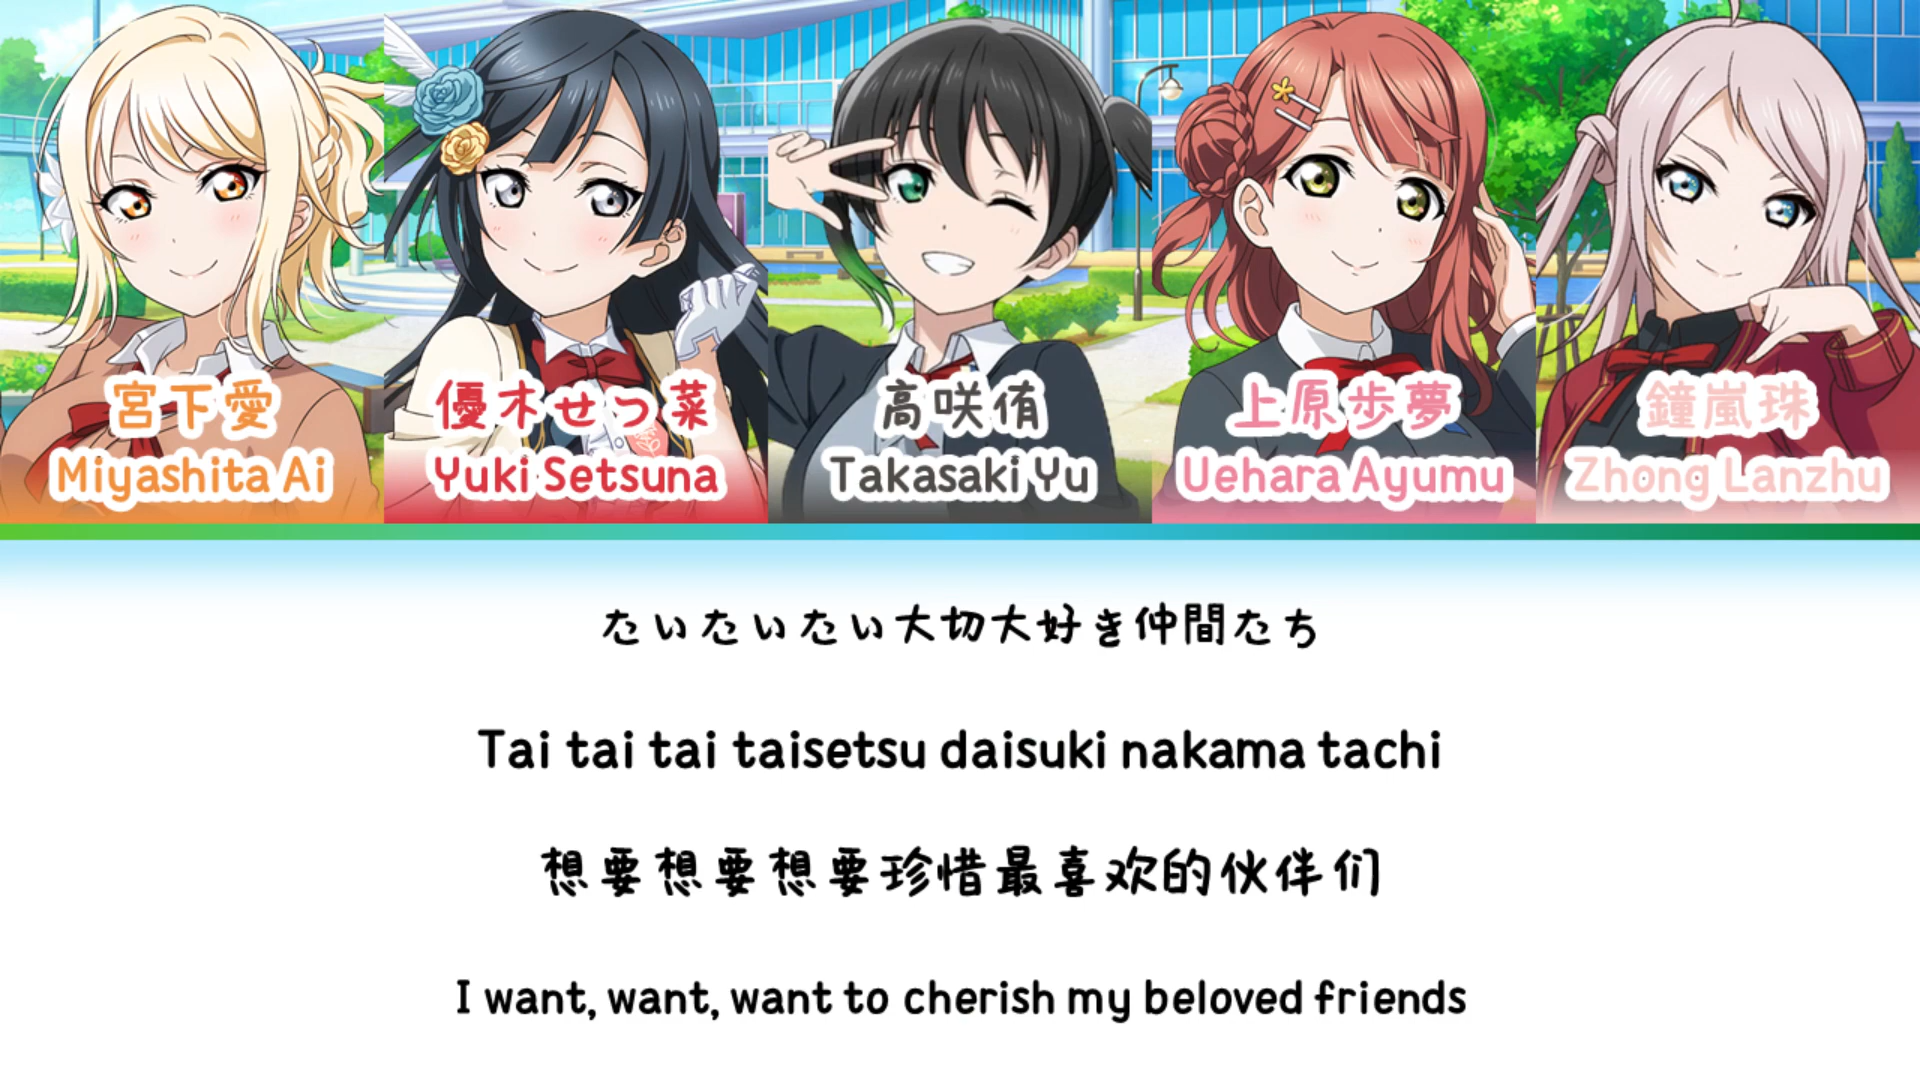 宮下愛
Miyashita Ai
優木せつ菜
Yuki Setsuna
高咲侑
Takasaki Yu
上原歩夢
Uehara Ayumu
鐘嵐珠
Zhong Lanzhu
たいたいたい大切大好き仲間たち
Tai tai tai taisetsu daisuki nakama tachi
想要想要想要珍惜最喜欢的伙伴们
I want, want, want to cherish my beloved friends